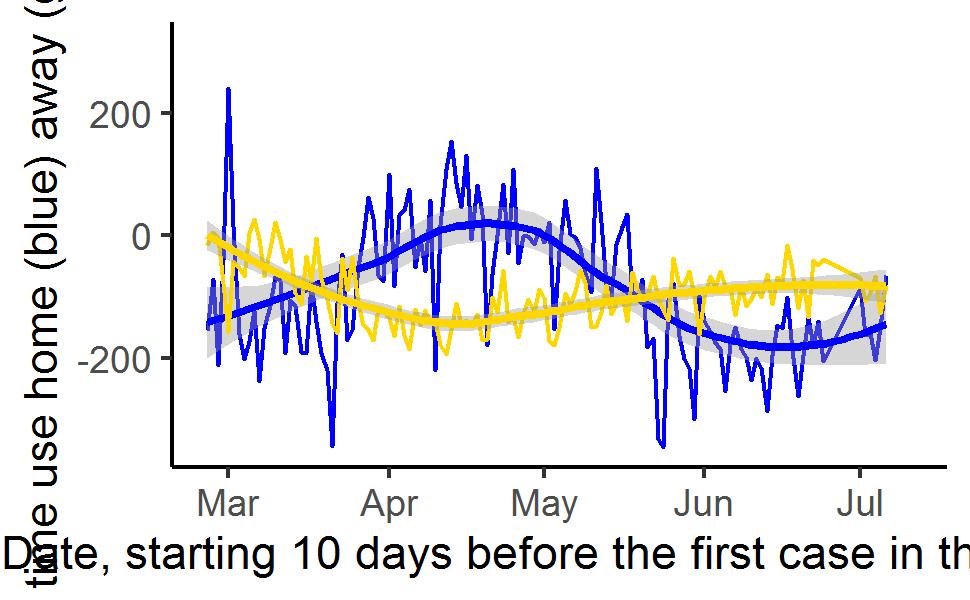 time use home (blue) away (
200
0
-200
Mar Apr May Jun Jul
Date, starting 10 days before the first case in th